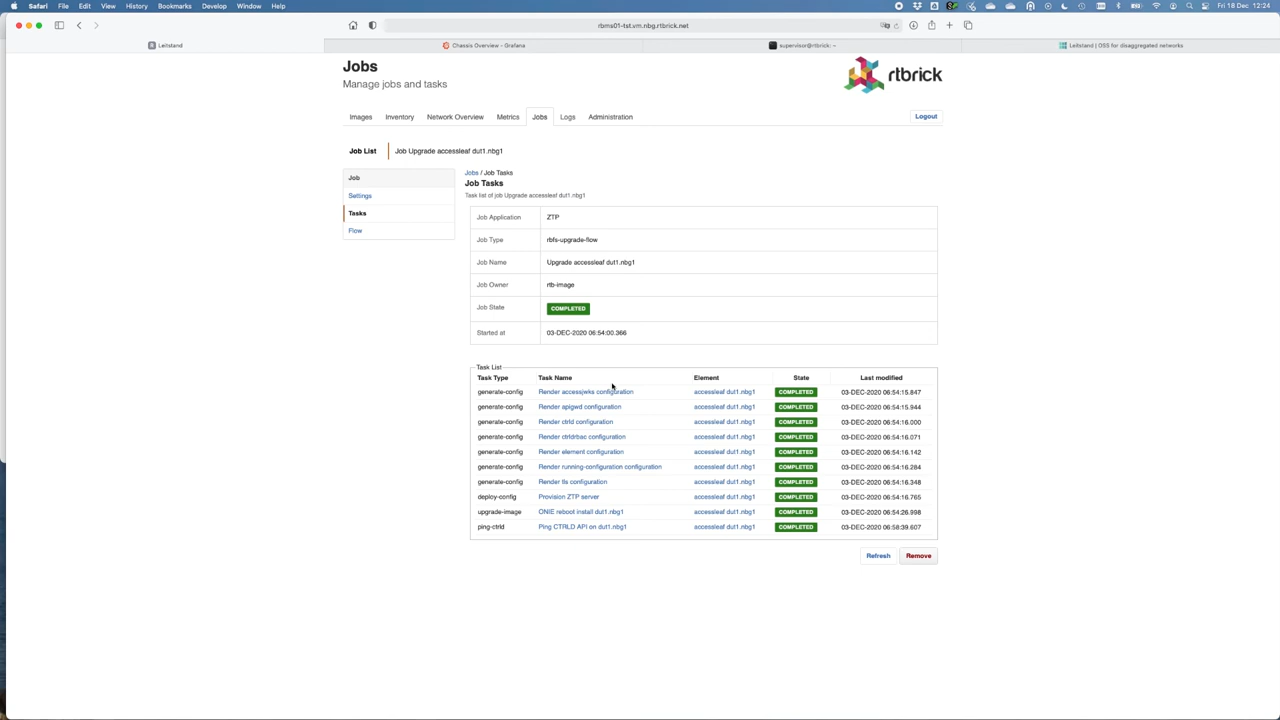 Safari File Edit View History Bookmarks Develop Window Help Fri 18 Dec 12:24
rbms01-tst.vm.nbg.rtbrick.net
Leitstand Chassis Overview - Grafana supervisor@rtbrick: ~ Leitstand | OSS for disaggregated networks
Jobs
Manage jobs and tasks
rtbrick
Images Inventory Network Overview Metrics Jobs Logs Administration Logout
Job List Job Upgrade accessleaf dut1.nbg1
Job
Settings
Tasks
Flow
Jobs / Job Tasks
Job Tasks
Task list of job Upgrade accessleaf dut1.nbg1
Job Application ZTP
Job Type rbfs-upgrade-flow
Job Name Upgrade accessleaf dut1.nbg1
Job Owner rtb-image
Job State COMPLETED
Started at 03-DEC-2020 06:54:00.366
Task List
Task Type Task Name Element State Last modified
generate-config Render accessjwks configuration accessleaf dut1.nbg1 COMPLETED 03-DEC-2020 06:54:15.847
generate-config Render apigwd configuration accessleaf dut1.nbg1 COMPLETED 03-DEC-2020 06:54:15.944
generate-config Render ctrld configuration accessleaf dut1.nbg1 COMPLETED 03-DEC-2020 06:54:16.000
generate-config Render ctrldrbac configuration accessleaf dut1.nbg1 COMPLETED 03-DEC-2020 06:54:16.071
generate-config Render element configuration accessleaf dut1.nbg1 COMPLETED 03-DEC-2020 06:54:16.142
generate-config Render running-configuration configuration accessleaf dut1.nbg1 COMPLETED 03-DEC-2020 06:54:16.284
generate-config Render tls configuration accessleaf dut1.nbg1 COMPLETED 03-DEC-2020 06:54:16.348
deploy-config Provision ZTP server accessleaf dut1.nbg1 COMPLETED 03-DEC-2020 06:54:16.765
upgrade-image ONIE reboot install dut1.nbg1 accessleaf dut1.nbg1 COMPLETED 03-DEC-2020 06:54:26.998
ping-ctrld Ping CTRLD API on dut1.nbg1 accessleaf dut1.nbg1 COMPLETED 03-DEC-2020 06:58:39.607
Refresh Remove